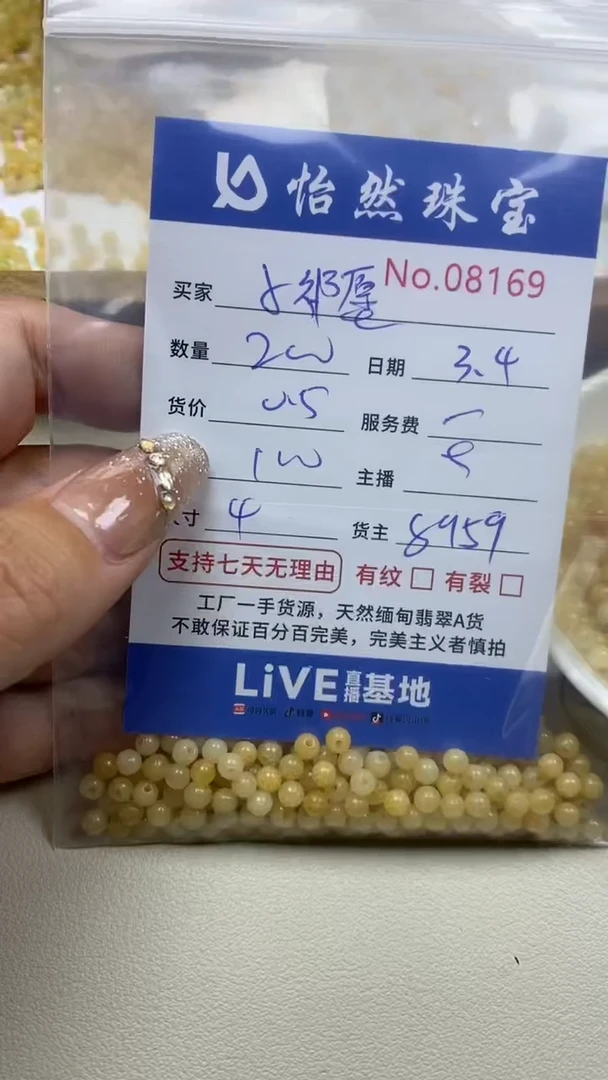 怡然珠宝
No.08169
买家
数量 200 日期 3.4
货价 0.5 服务费
100 主播
寸 4 货主 8959
支持七天无理由 有纹 □ 有裂 □
工厂一手货源，天然缅甸翡翠A货
不敢保证百分百完美，完美主义者慎拍
LiVE 直播 基地